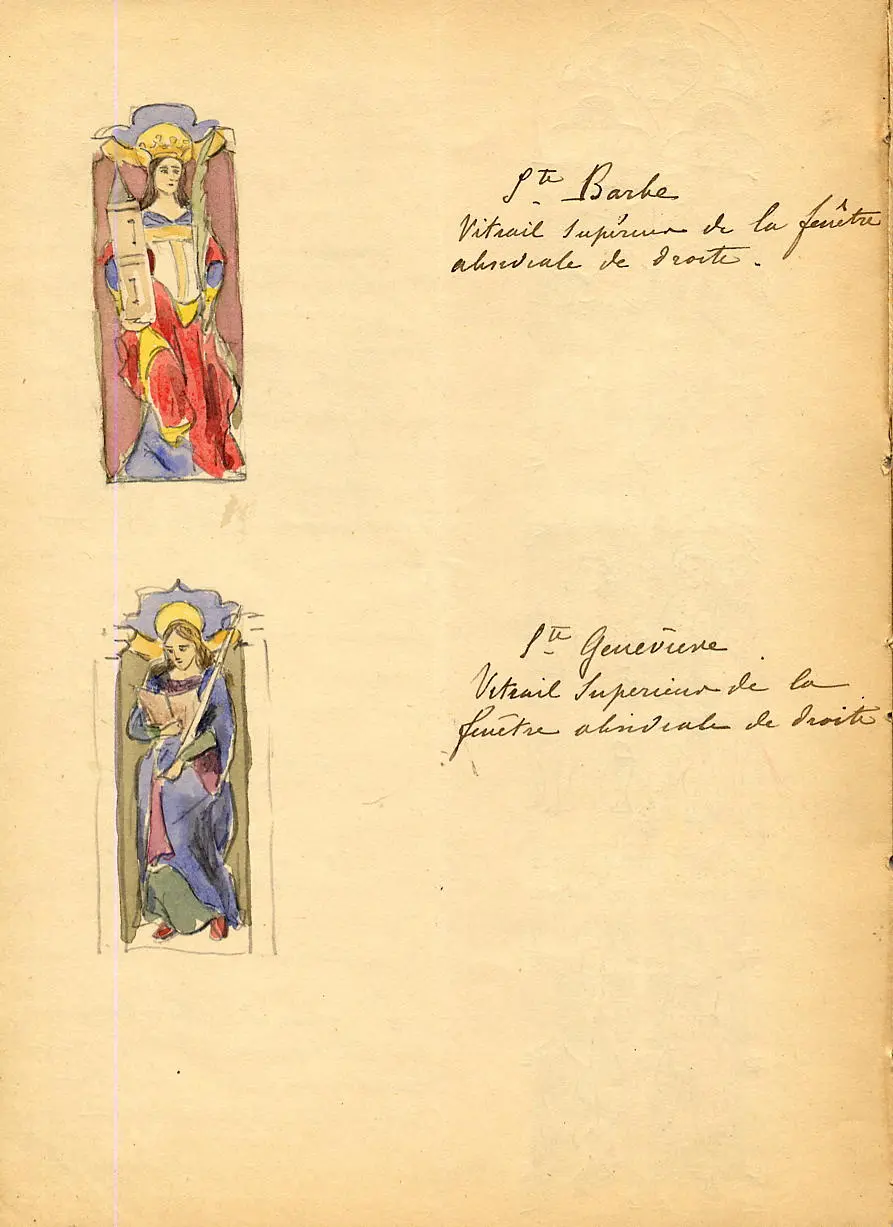 Ste Barbe
Vitrail Supérieur de la fenêtre
absidiale de droite.
Ste Geneviève
Vitrail Superieur de la
fenêtre absidiale de droite.